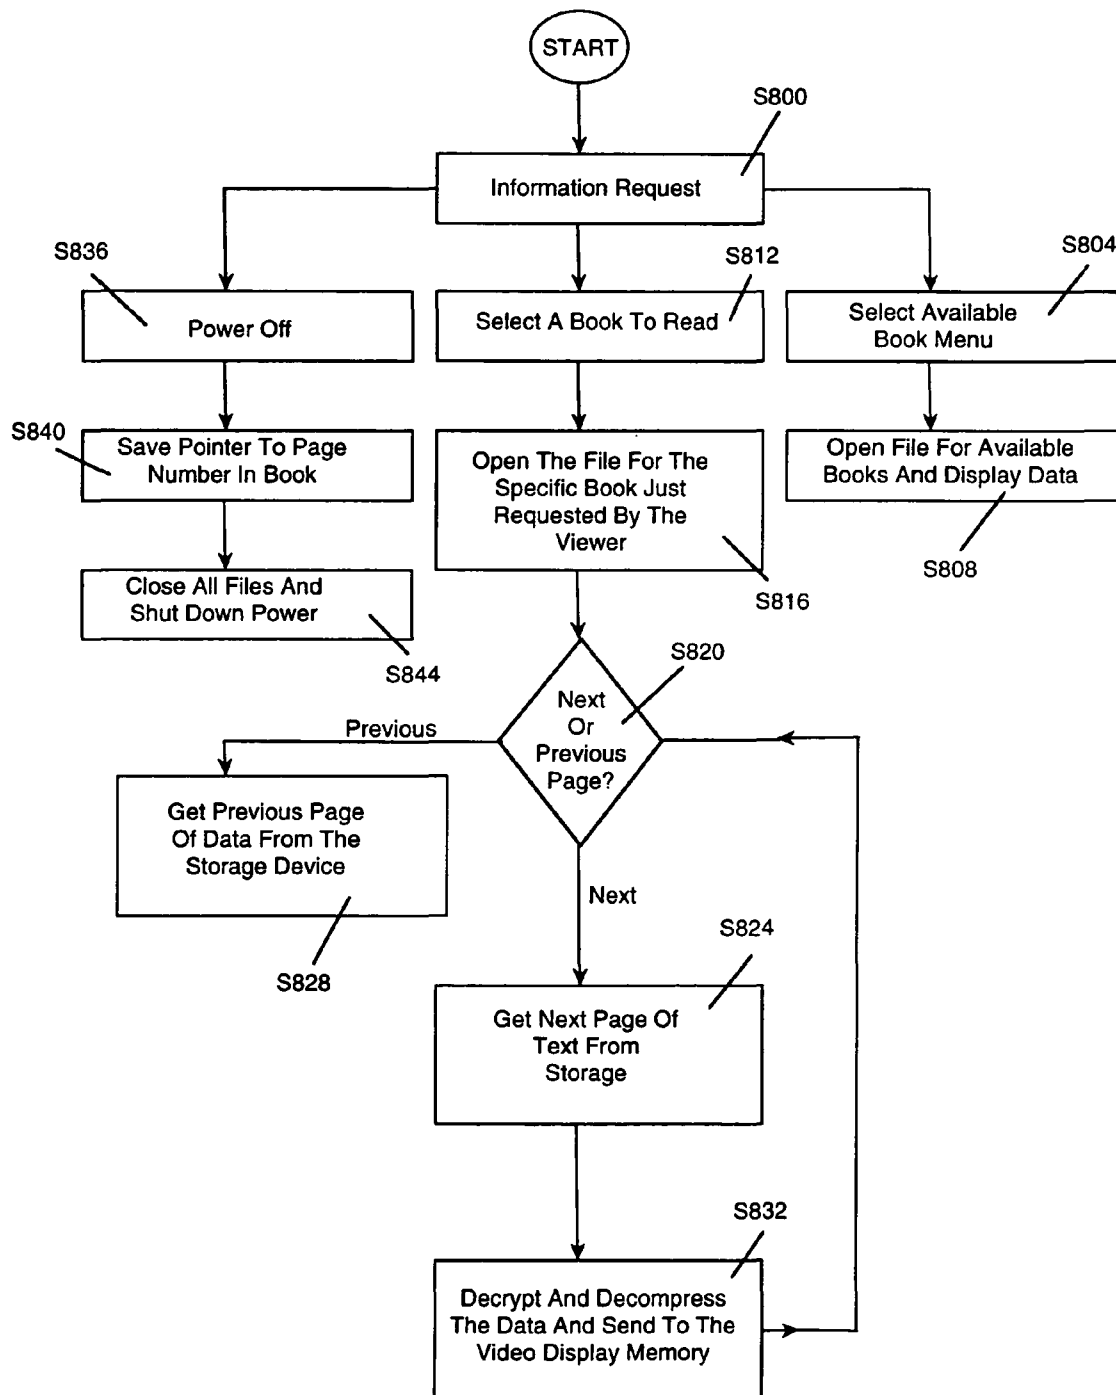 START
S800
Information Request
S836
S812
S804
Power Off
Select A Book To Read
Select Available
Book Menu
S840
Save Pointer To Page
Number In Book
Open The File For The
Specific Book Just
Requested By The
Viewer
Open File For Available
Books And Display Data
S808
Close All Files And
Shut Down Power
S816
S844
S820
Next
Or
Previous
Page?
Previous
Get Previous Page
Of Data From The
Storage Device
Next
S828
S824
Get Next Page Of
Text From
Storage
S832
Decrypt And Decompress
The Data And Send To The
Video Display Memory